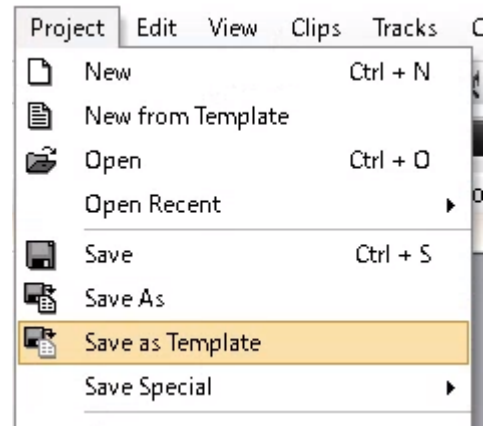 Project Edit View Clips Tracks
New Ctrl + N
New from Template
Open Ctrl + O
Open Recent
Save Ctrl + S
Save As
Save as Template
Save Special